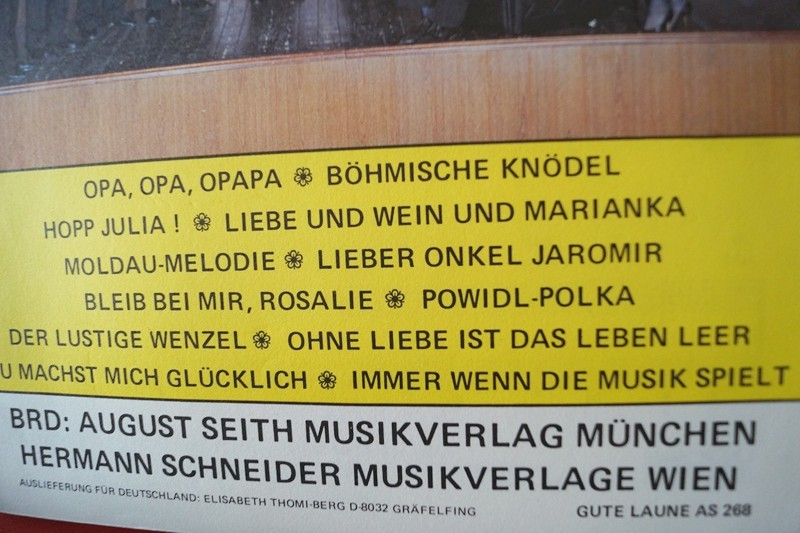 OPA, OPA, OPAPA ❀ BÖHMISCHE KNÖDEL
HOPP JULIA ! ❀ LIEBE UND WEIN UND MARIANKA
MOLDAU-MELODIE ❀ LIEBER ONKEL JAROMIR
BLEIB BEI MIR, ROSALIE ❀ POWIDL-POLKA
DER LUSTIGE WENZEL ❀ OHNE LIEBE IST DAS LEBEN LEER
U MACHST MICH GLÜCKLICH ❀ IMMER WENN DIE MUSIK SPIELT
BRD: AUGUST SEITH MUSIKVERLAG MÜNCHEN
HERMANN SCHNEIDER MUSIKVERLAGE WIEN
AUSLIEFERUNG FÜR DEUTSCHLAND: ELISABETH THOMI-BERG D-8032 GRÄFELFING
GUTE LAUNE AS 268